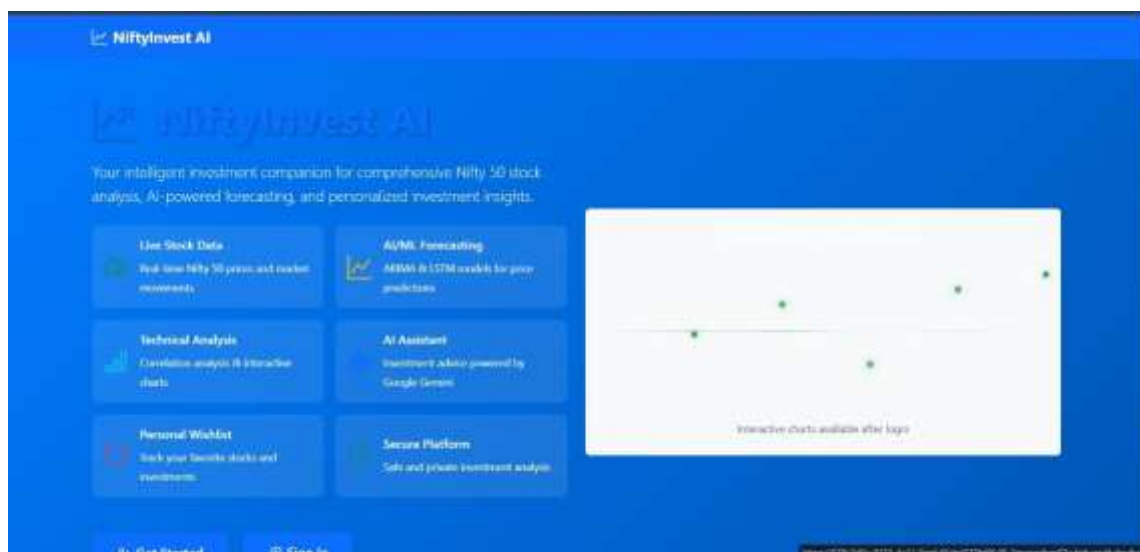 NiftyInvest AI
NiftyInvest AI
Your intelligent investment companion for comprehensive Nifty 50 stock
analysis, AI-powered forecasting, and personalized investment insights.
Live Stock Data
Real-time Nifty 50 prices and market
movements
AI/ML Forecasting
ARIMA & LSTM models for price
predictions
Technical Analysis
Correlation analysis & interactive
charts
AI Assistant
Investment advice powered by
Google Gemini
Personal Wishlist
Track your favorite stocks and
investments
Secure Platform
Safe and private investment analysis
Interactive charts available after login
Get Started
Sign In